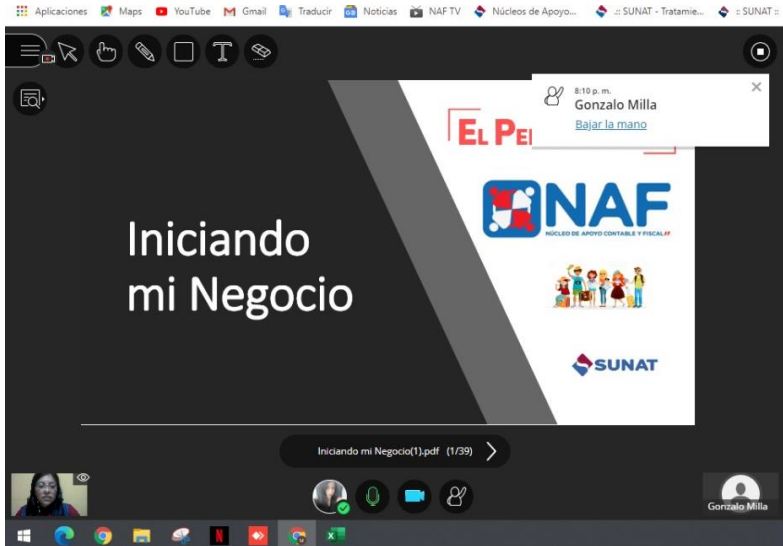 Aplicaciones Maps YouTube Gmail Traducir Noticias NAF TV Núcleos de Apoyo... .:: SUNAT - Tratamie... :: SUNAT ::
T
8:10 p. m.
Gonzalo Milla
Bajar la mano
EL PE
NAF
NÚCLEO DE APOYO CONTABLE Y FISCAL
Iniciando
mi Negocio
SUNAT
Iniciando mi Negocio(1).pdf (1/39)
Gonzalo Milla